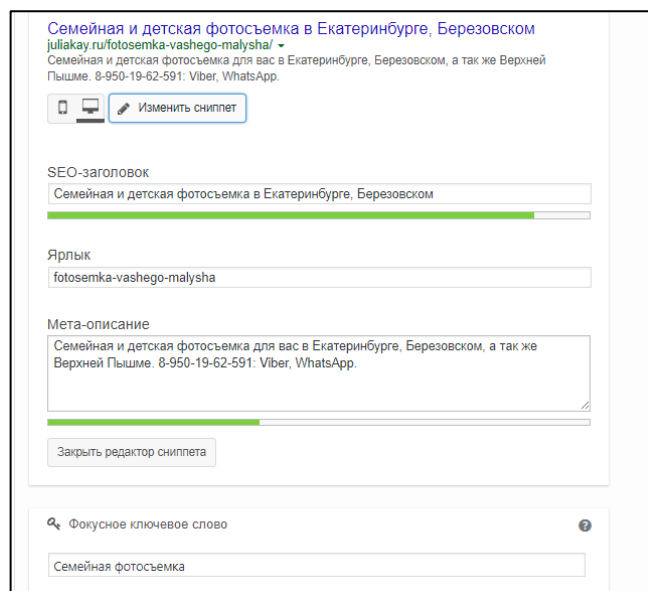 Семейная и детская фотосъемка в Екатеринбурге, Березовском
juliakay.ru/fotosemka-vashego-malysha/
Семейная и детская фотосъемка для вас в Екатеринбурге, Березовском, а так же Верхней
Пышме. 8-950-19-62-591: Viber, WhatsApp.
Изменить сниппет
SEO-заголовок
Семейная и детская фотосъемка в Екатеринбурге, Березовском
Ярлык
fotosemka-vashego-malysha
Мета-описание
Семейная и детская фотосъемка для вас в Екатеринбурге, Березовском, а так же
Верхней Пышме. 8-950-19-62-591: Viber, WhatsApp.
Закрыть редактор сниппета
Фокусное ключевое слово
?
Семейная фотосъемка